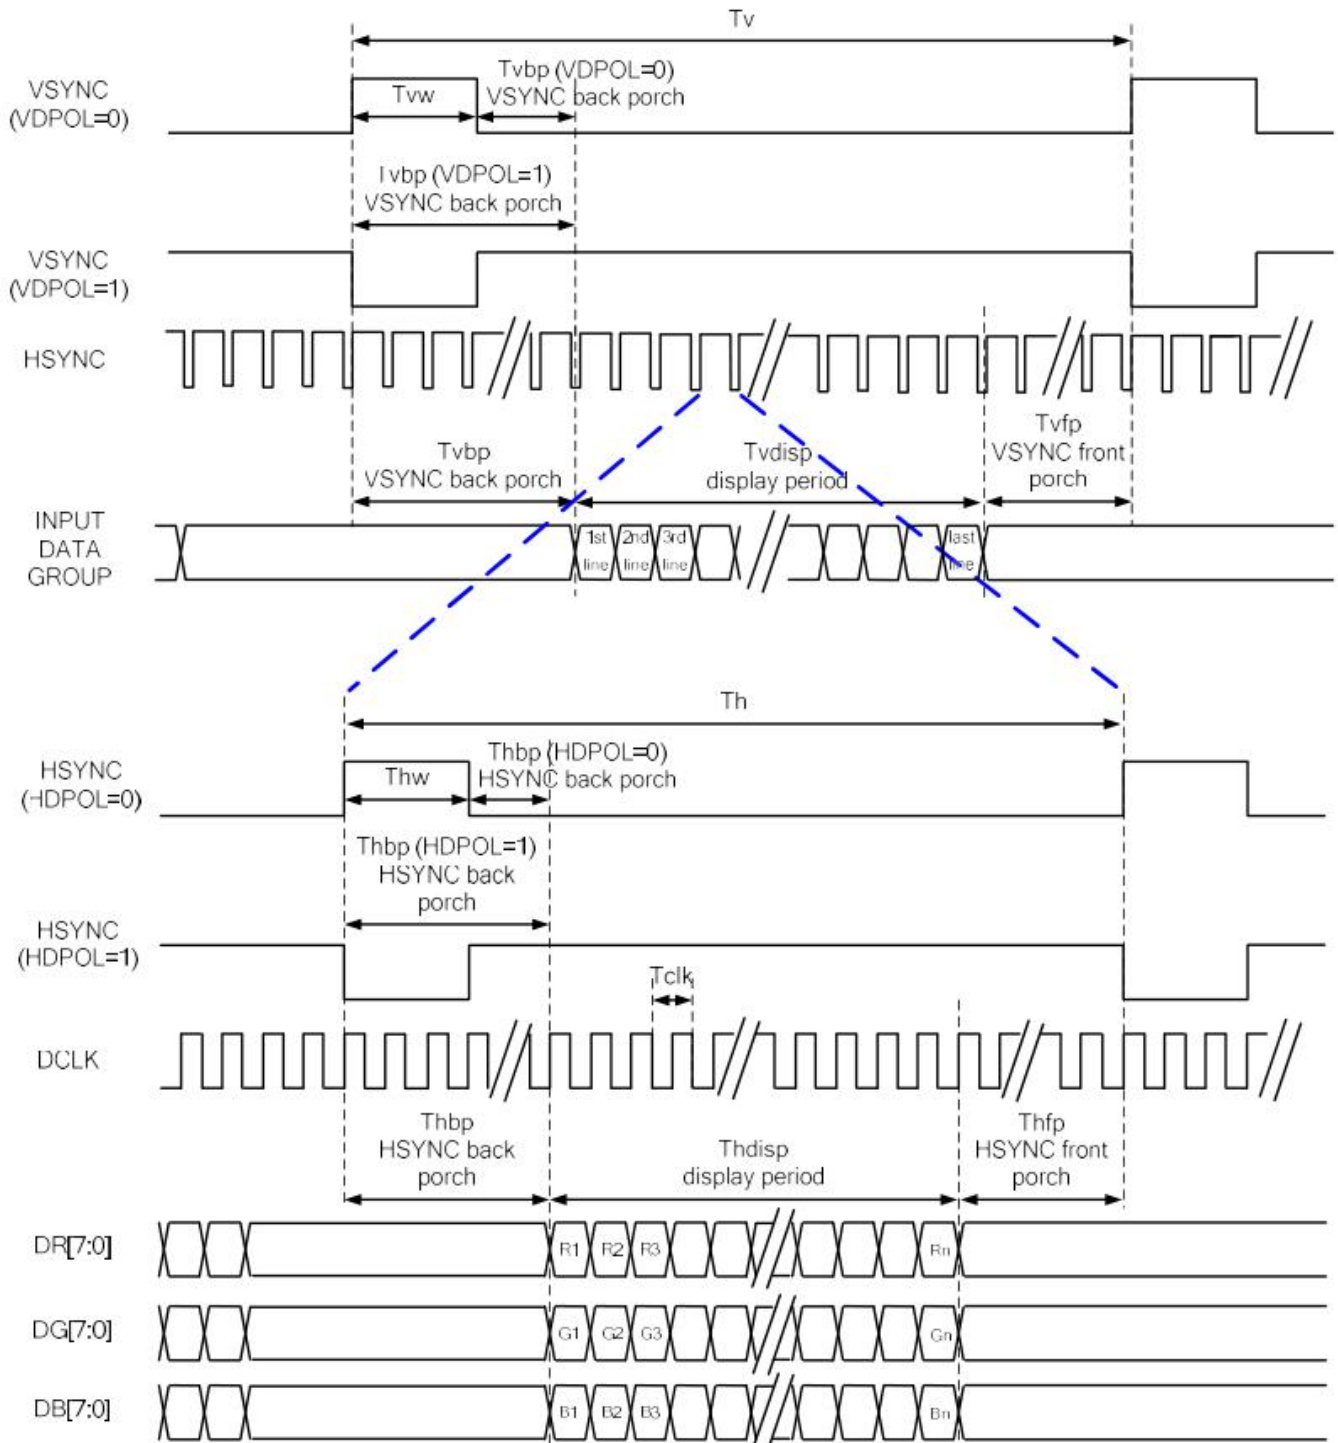 Tv
VSYNC
(VDPOL=0)
Tvw
Tvbp (VDPOL=0)
VSYNC back porch
Tvbp (VDPOL=1)
VSYNC back porch
VSYNC
(VDPOL=1)
HSYNC
Tvbp
VSYNC back porch
Tvdisp
display period
Tvfp
VSYNC front
porch
INPUT
DATA
GROUP
1st
line
2nd
line
3rd
line
last
line
Th
HSYNC
(HDPOL=0)
Thw
Thbp (HDPOL=0)
HSYNC back porch
Thbp (HDPOL=1)
HSYNC back
porch
HSYNC
(HDPOL=1)
Tclk
DCLK
Thbp
HSYNC back
porch
Thdisp
display period
Thfp
HSYNC front
porch
DR[7:0]
R1 R2 R3 Rn
DG[7:0]
G1 G2 G3 Gn
DB[7:0]
B1 B2 B3 Bn